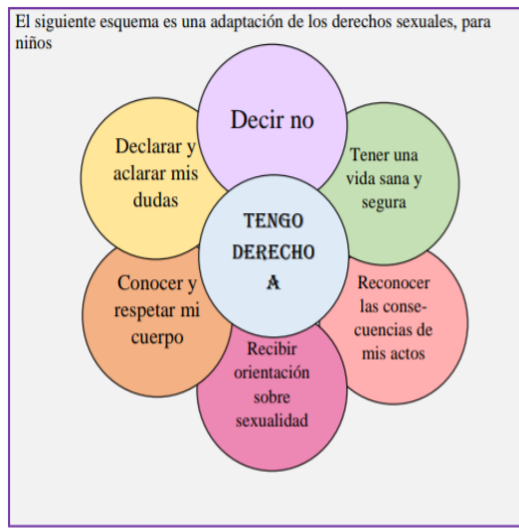 El siguiente esquema es una adaptación de los derechos sexuales, para
niños
Decir no
Declarar y
aclarar mis
dudas
Tener una
vida sana y
segura
TENGO
DERECHO
A
Conocer y
respetar mi
cuerpo
Reconocer
las conse-
cuencias de
mis actos
Recibir
orientación
sobre
sexualidad